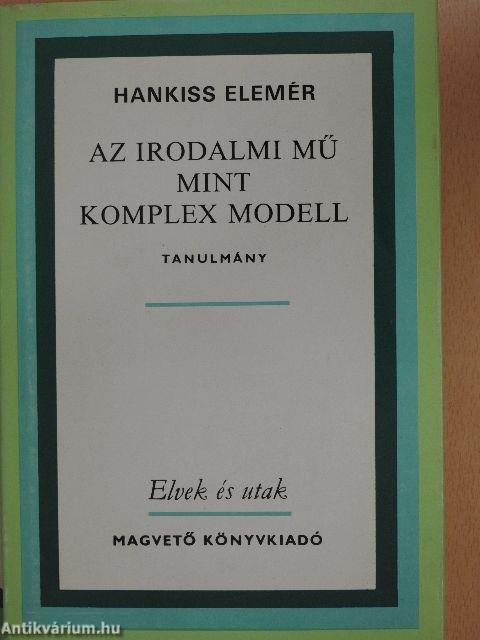 HANKISS ELEMÉR
AZ IRODALMI MŰ
MINT
KOMPLEX MODELL
TANULMÁNY
Elvek és utak
MAGVETŐ KÖNYVKIADÓ
Antikvárium.hu